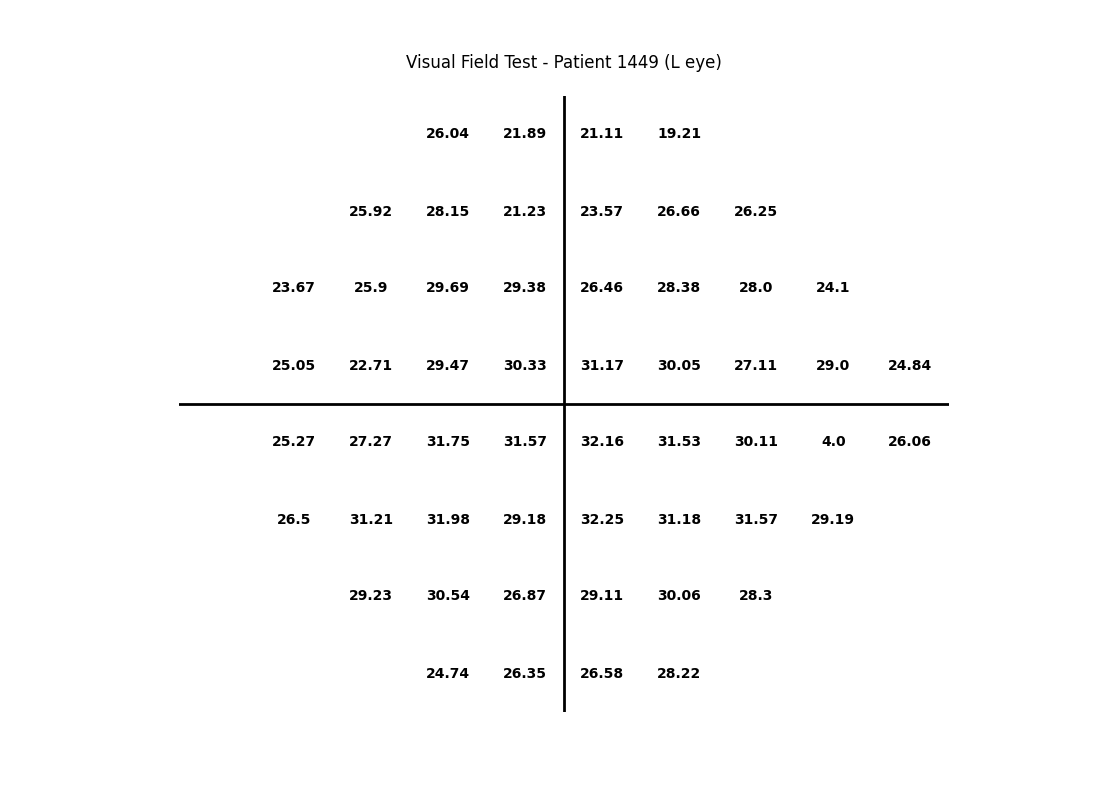 Visual Field Test - Patient 1449 (L eye)
26.04 21.89 21.11 19.21
25.92 28.15 21.23 23.57 26.66 26.25
23.67 25.9 29.69 29.38 26.46 28.38 28.0 24.1
25.05 22.71 29.47 30.33 31.17 30.05 27.11 29.0 24.84
25.27 27.27 31.75 31.57 32.16 31.53 30.11 4.0 26.06
26.5 31.21 31.98 29.18 32.25 31.18 31.57 29.19
29.23 30.54 26.87 29.11 30.06 28.3
24.74 26.35 26.58 28.22